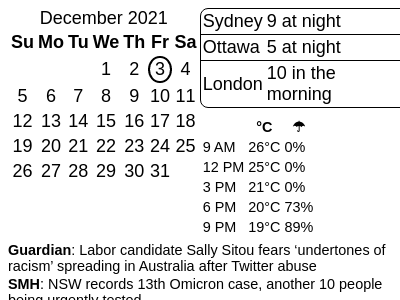 December 2021
Su Mo Tu We Th Fr Sa
1 2 3 4
5 6 7 8 9 10 11
12 13 14 15 16 17 18
19 20 21 22 23 24 25
26 27 28 29 30 31
Sydney 9 at night
Ottawa 5 at night
London 10 in the
morning
°C ☂
9 AM 26°C 0%
12 PM 25°C 0%
3 PM 21°C 0%
6 PM 20°C 73%
9 PM 19°C 89%
Guardian: Labor candidate Sally Sitou fears ‘undertones of
racism’ spreading in Australia after Twitter abuse
SMH: NSW records 13th Omicron case, another 10 people
being urgently tested